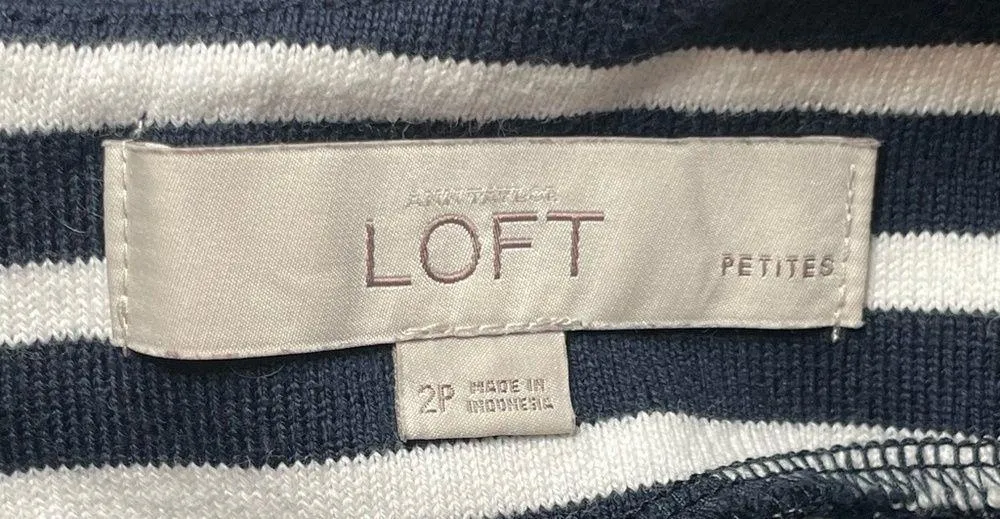 ANN TAYLOR
LOFT
PETITES
2P
MADE IN
INDONESIA